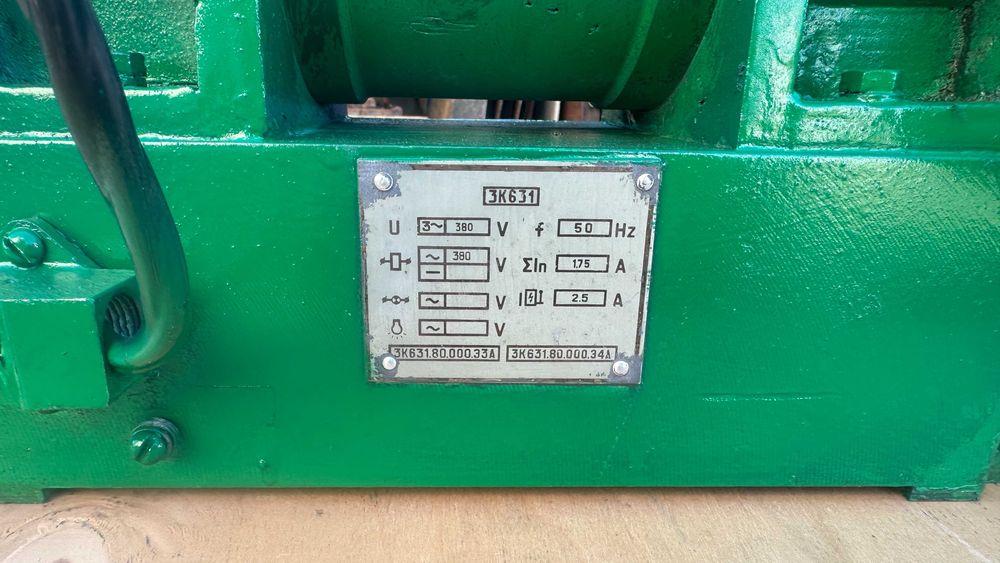 3К631
U 3~ 380 V f 50 Hz
~ 380 V ΣIn 1.75 A
—
~ V I 2.5 A
~ V
3К631.80.000.33А 3К631.80.000.34А